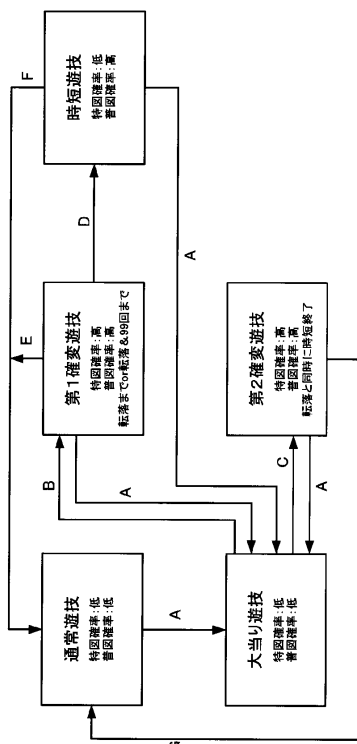 通常遊技
特図確率:低
普図確率:低
第1確変遊技
特図確率:高
普図確率:高
転落までor転落&99回まで
時短遊技
特図確率:低
普図確率:高
大当り遊技
特図確率:低
普図確率:低
第2確変遊技
特図確率:高
普図確率:高
転落と同時に時短終了
A
B
A
E
D
F
A
C
A